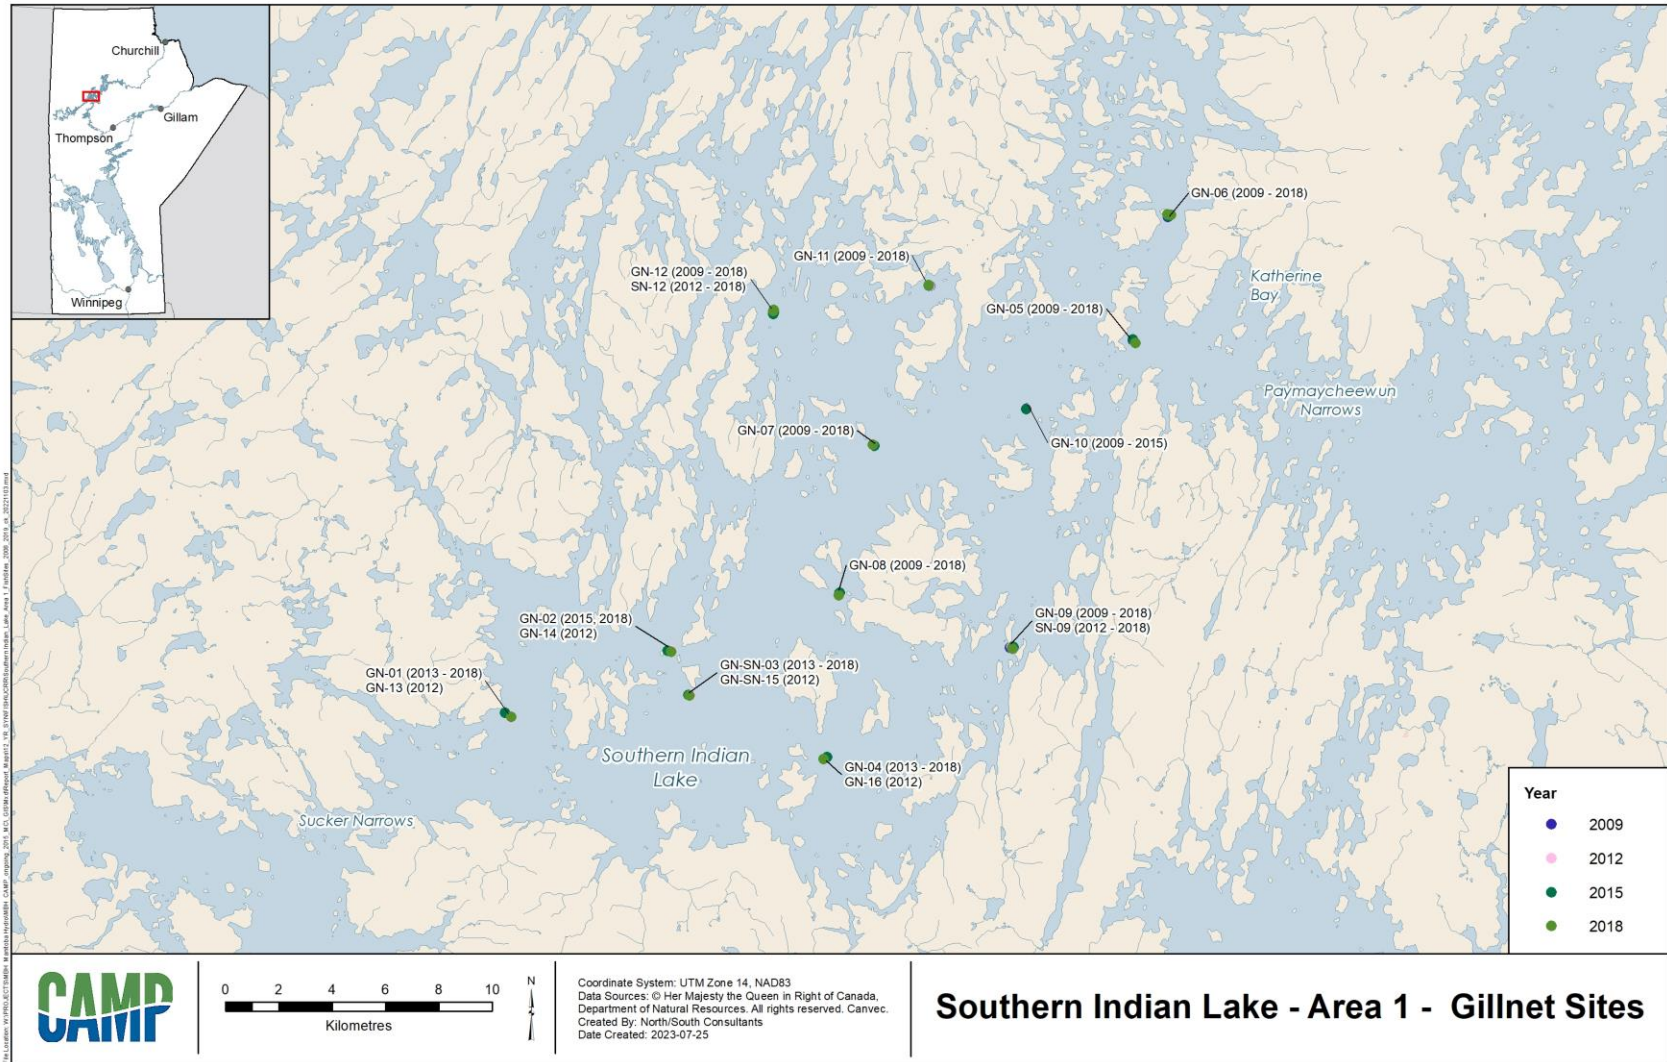 Churchill
Gillam
Thompson
Winnipeg
GN-06 (2009 - 2018)
GN-11 (2009 - 2018)
GN-12 (2009 - 2018)
SN-12 (2012 - 2018)
Katherine
Bay
GN-05 (2009 - 2018)
Paymaycheewun
Narrows
GN-07 (2009 - 2018)
GN-10 (2009 - 2015)
GN-08 (2009 - 2018)
GN-02 (2015, 2018)
GN-14 (2012)
GN-09 (2009 - 2018)
SN-09 (2012 - 2018)
GN-01 (2013 - 2018)
GN-13 (2012)
GN-SN-03 (2013 - 2018)
GN-SN-15 (2012)
Southern Indian
Lake
GN-04 (2013 - 2018)
GN-16 (2012)
Sucker Narrows
Year
2009
2012
2015
2018
CAMP
0 2 4 6 8 10
Kilometres
N
Coordinate System: UTM Zone 14, NAD83
Data Sources: © Her Majesty the Queen in Right of Canada,
Department of Natural Resources. All rights reserved. Canvec.
Created By: North/South Consultants
Date Created: 2023-07-25
Southern Indian Lake - Area 1 - Gillnet Sites